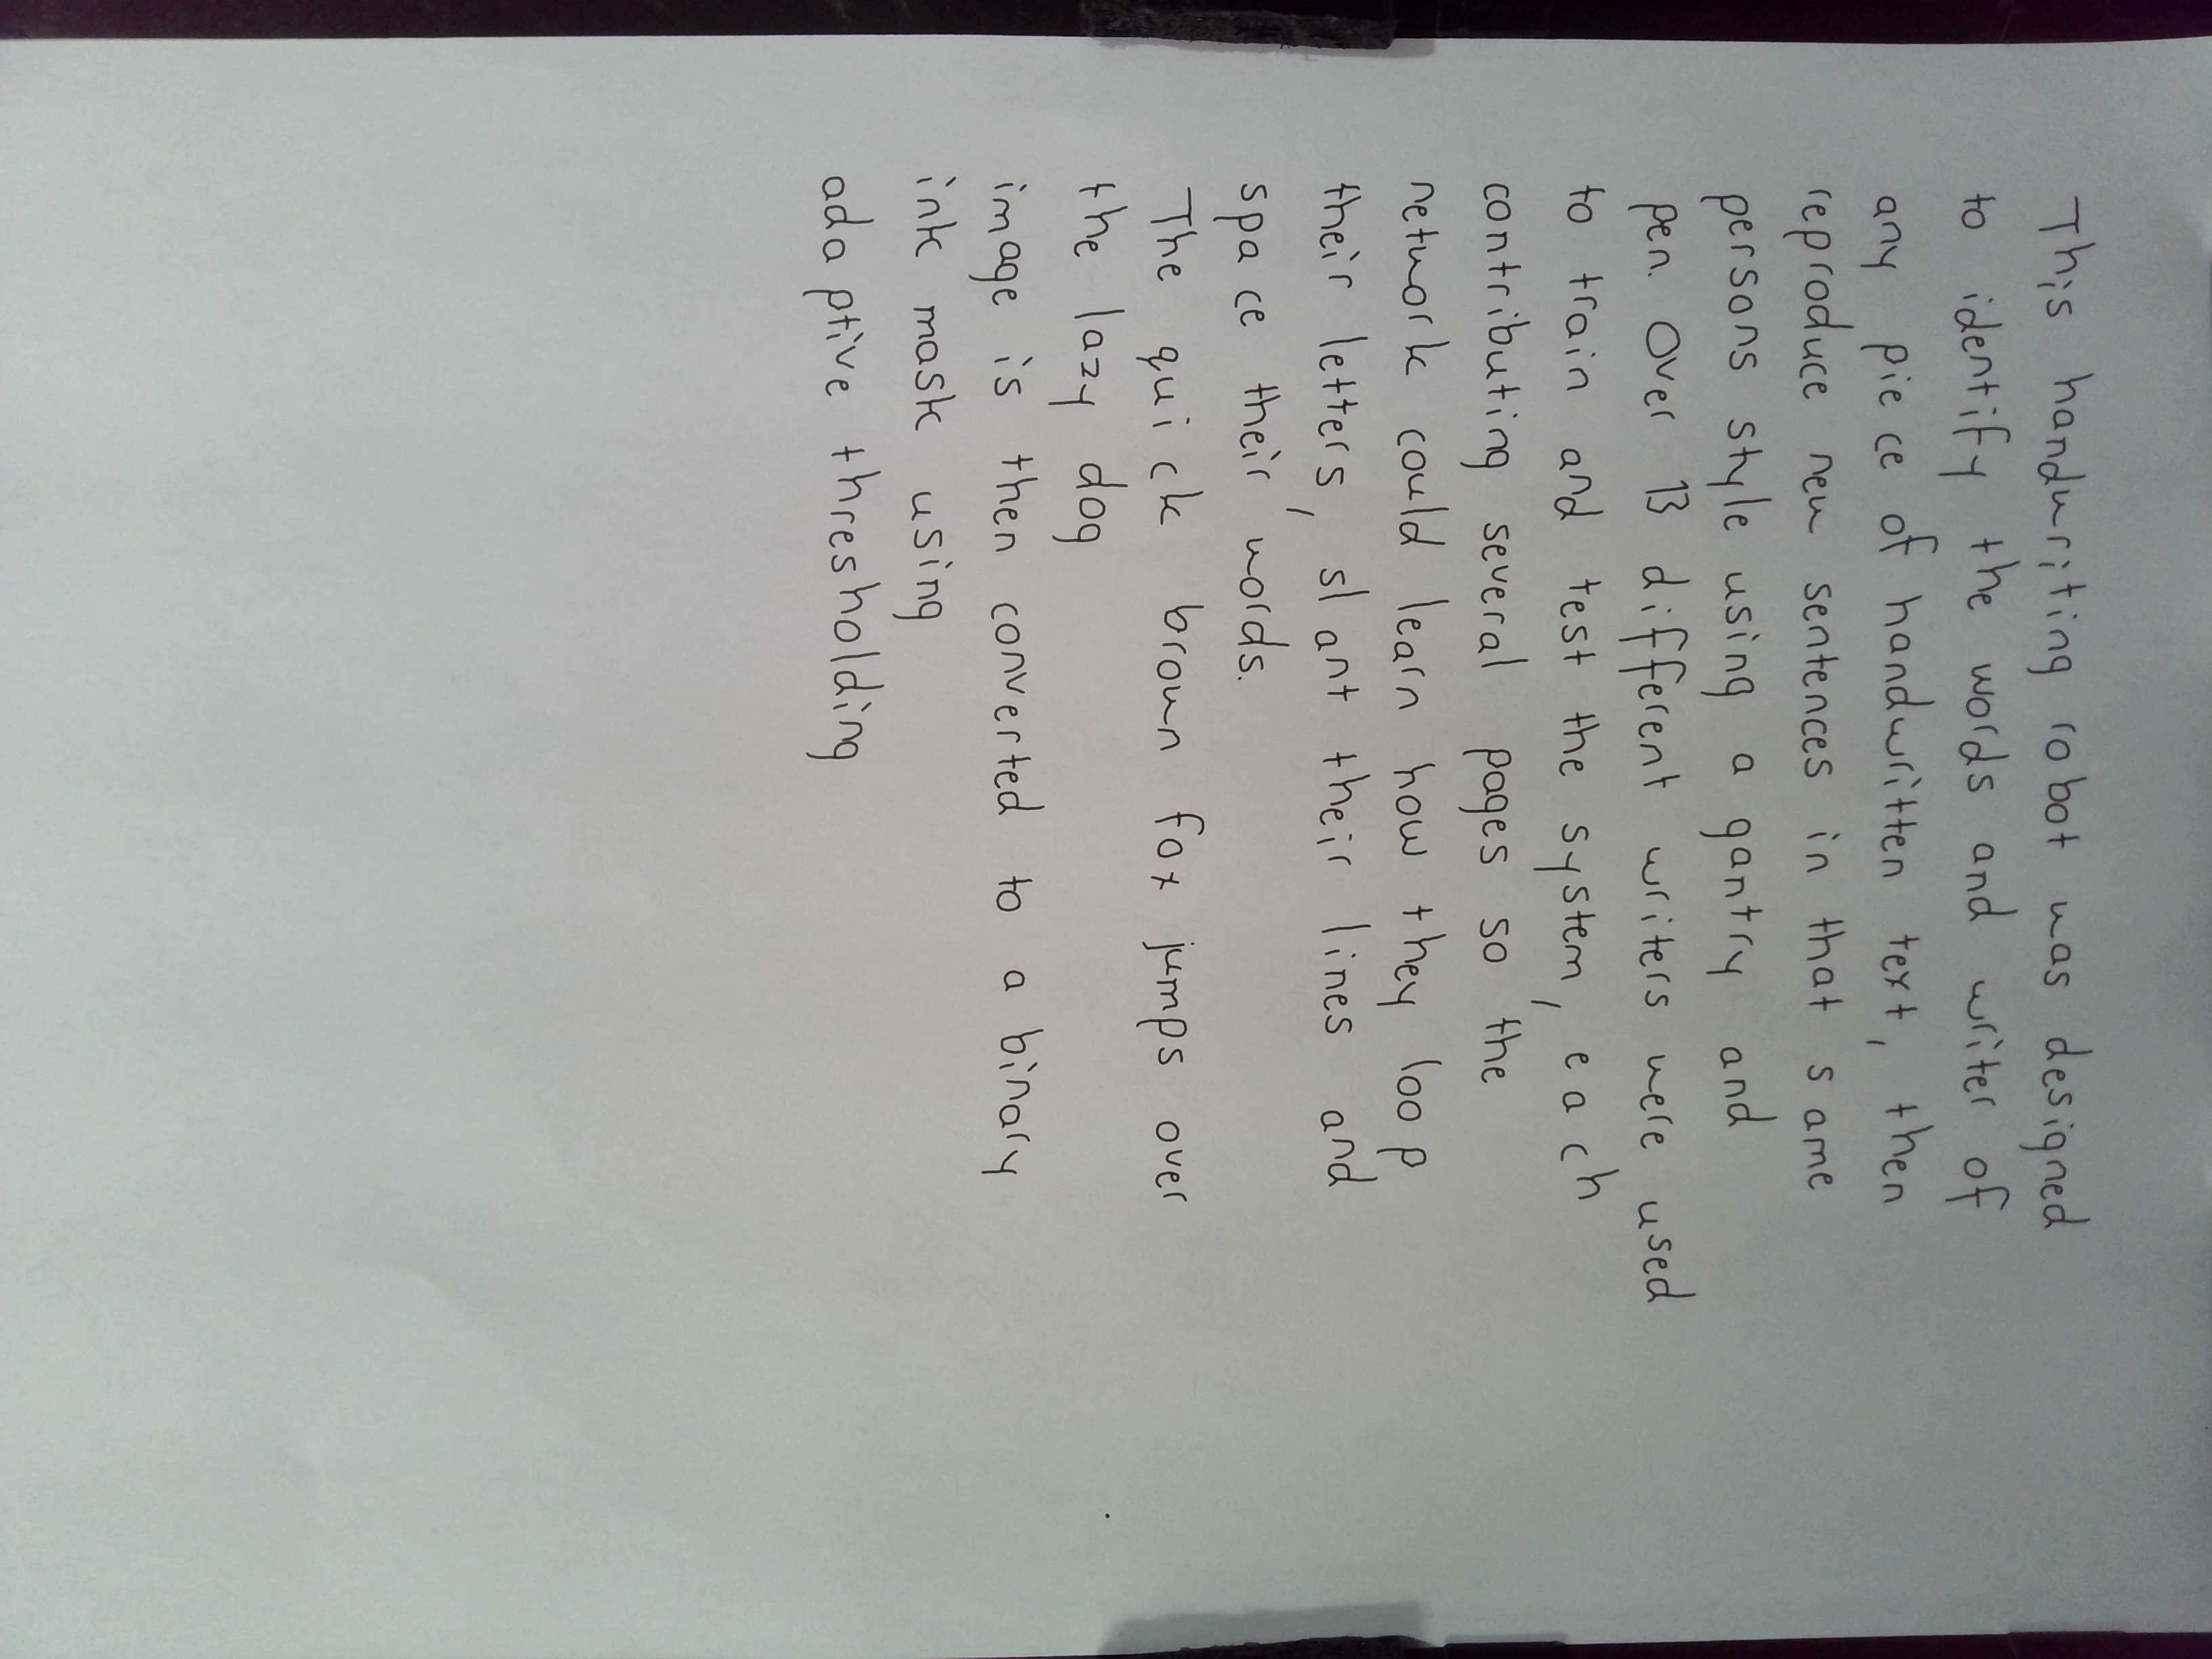 This handwriting robot was designed
to identify the words and writer of
any piece of handwritten text, then
reproduce new sentences in that same
persons style using a gantry and
pen. Over 13 different writers were used
to train and test the system, each
contributing several pages so the
network could learn how they loop
their letters, slant their lines and
space their words.
The quick brown fox jumps over
the lazy dog
image is then converted to a binary
ink mask using
adaptive thresholding